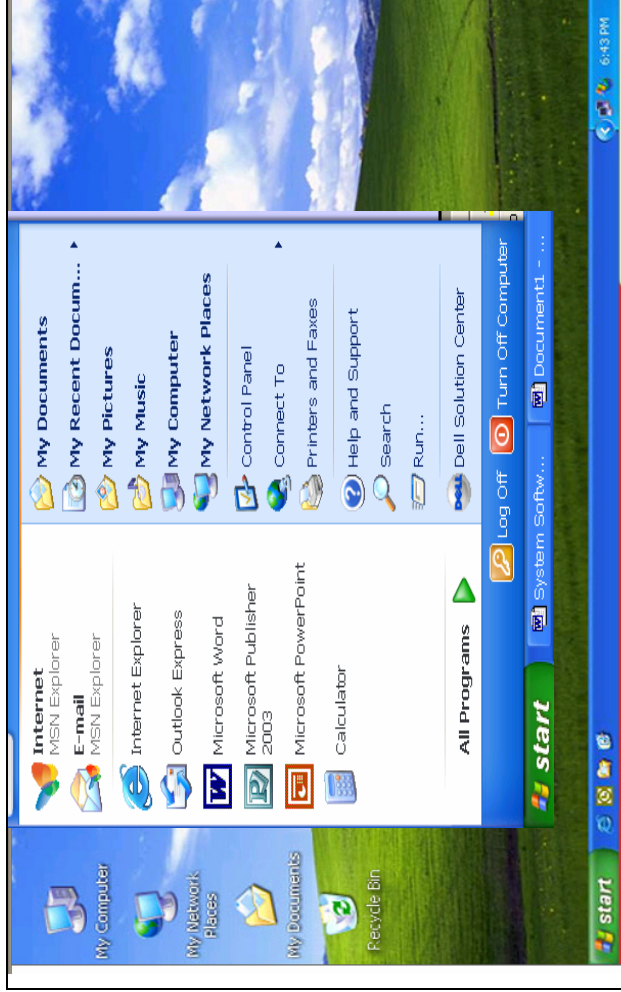 My Computer
My Network
Places
My Documents
Recycle Bin
Internet
MSN Explorer
E-mail
MSN Explorer
Internet Explorer
Outlook Express
Microsoft Word
Microsoft Publisher
2003
Microsoft PowerPoint
Calculator
All Programs
My Documents
My Recent Docum...
My Pictures
My Music
My Computer
My Network Places
Control Panel
Connect To
Printers and Faxes
Help and Support
Search
Run...
DELL Dell Solution Center
Log Off Turn Off Computer
start System Softw... Document1 - ...
start 6:43 PM